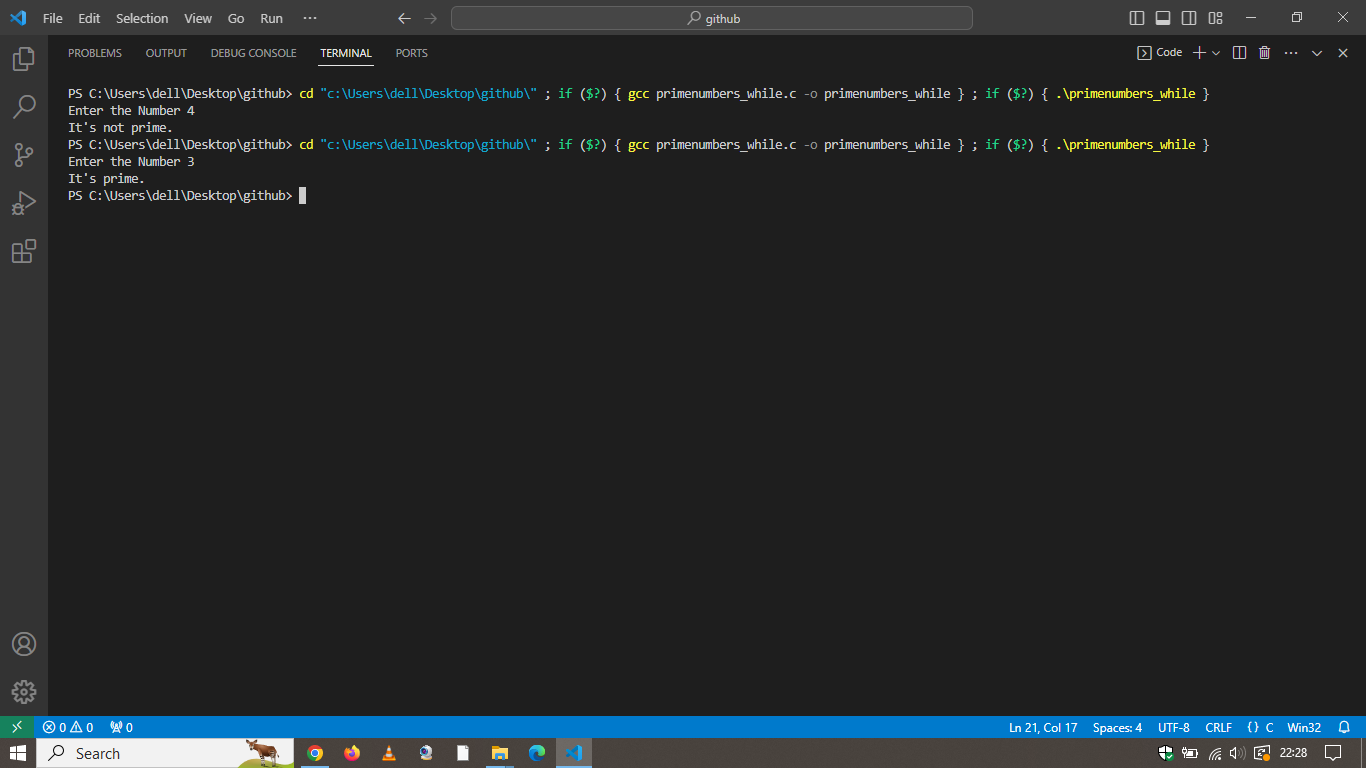 File Edit Selection View Go Run ··· github
PROBLEMS OUTPUT DEBUG CONSOLE TERMINAL PORTS Code
PS C:\Users\dell\Desktop\github> cd "c:\Users\dell\Desktop\github\" ; if ($?) { gcc primenumbers_while.c -o primenumbers_while } ; if ($?) { .\primenumbers_while }
Enter the Number 4
It's not prime.
PS C:\Users\dell\Desktop\github> cd "c:\Users\dell\Desktop\github\" ; if ($?) { gcc primenumbers_while.c -o primenumbers_while } ; if ($?) { .\primenumbers_while }
Enter the Number 3
It's prime.
PS C:\Users\dell\Desktop\github>
0 0 0 Ln 21, Col 17 Spaces: 4 UTF-8 CRLF {} C Win32
Search 22:28